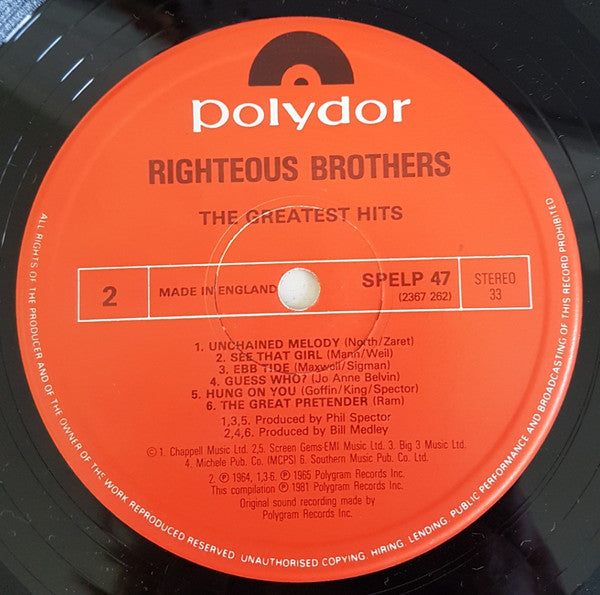 polydor
RIGHTEOUS BROTHERS
THE GREATEST HITS
2
MADE IN ENGLAND
SPELP 47
(2367 262)
STEREO
33
1. UNCHAINED MELODY (North/Zaret)
2. SEE THAT GIRL (Mann/Weil)
3. EBB TIDE (Maxwell/Sigman)
4. GUESS WHO? (Jo Anne Belvin)
5. HUNG ON YOU (Goffin/King/Spector)
6. THE GREAT PRETENDER (Ram)
1,3,5. Produced by Phil Spector
2,4,6. Produced by Bill Medley
© 1. Chappell Music Ltd. 2,5. Screen Gems-EMI Music Ltd. 3. Big 3 Music Ltd.
4. Michele Pub. Co. (MCPS) 6. Southern Music Pub. Co. Ltd.
2. ℗ 1964, 1,3-6. ℗ 1965 Polygram Records Inc.
This compilation ℗ 1981 Polygram Records Inc.
Original sound recording made by
Polygram Records Inc.
ALL RIGHTS OF THE PRODUCER AND OF THE OWNER OF THE WORK REPRODUCED RESERVED. UNAUTHORISED COPYING, HIRING, LENDING, PUBLIC PERFORMANCE AND BROADCASTING OF THIS RECORD PROHIBITED